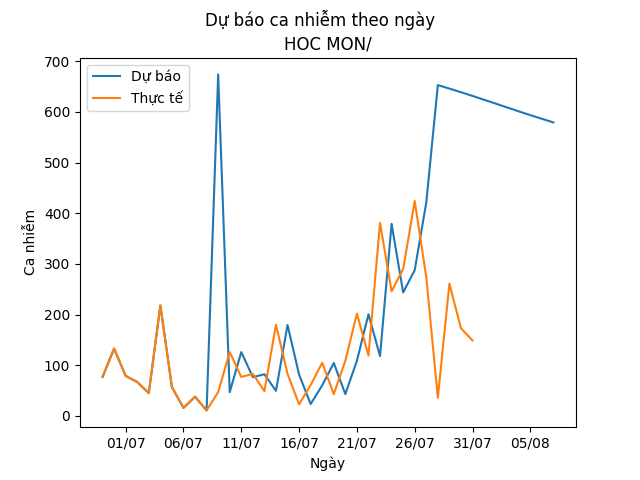 Dự báo ca nhiễm theo ngày
HOC MON/
Dự báo
Thực tế
Ca nhiễm
700
600
500
400
300
200
100
0
01/07 06/07 11/07 16/07 21/07 26/07 31/07 05/08
Ngày